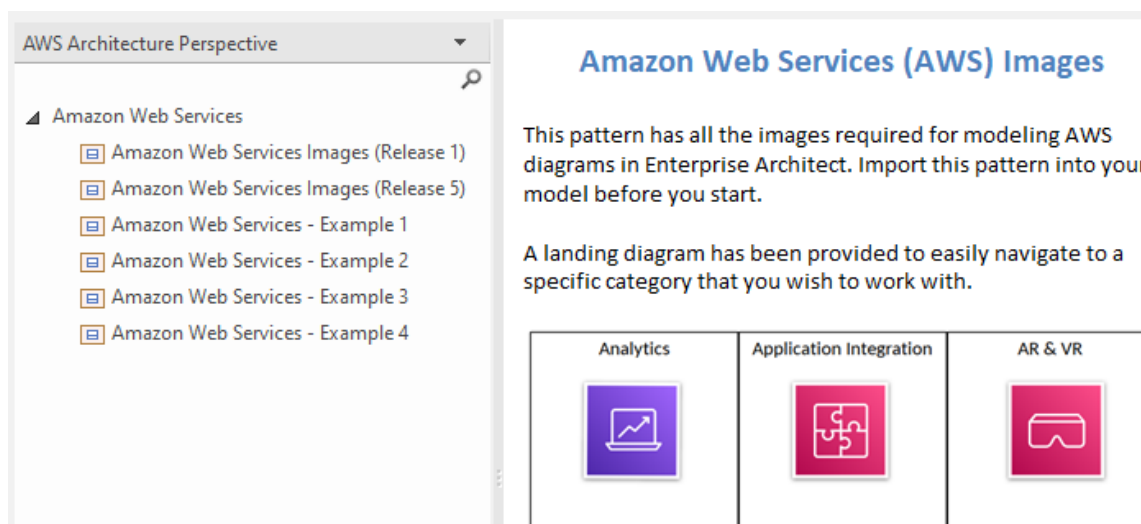 AWS Architecture Perspective
Amazon Web Services
Amazon Web Services Images (Release 1)
Amazon Web Services Images (Release 5)
Amazon Web Services - Example 1
Amazon Web Services - Example 2
Amazon Web Services - Example 3
Amazon Web Services - Example 4
Amazon Web Services (AWS) Images
This pattern has all the images required for modeling AWS
diagrams in Enterprise Architect. Import this pattern into your
model before you start.
A landing diagram has been provided to easily navigate to a
specific category that you wish to work with.
Analytics
Application Integration
AR & VR